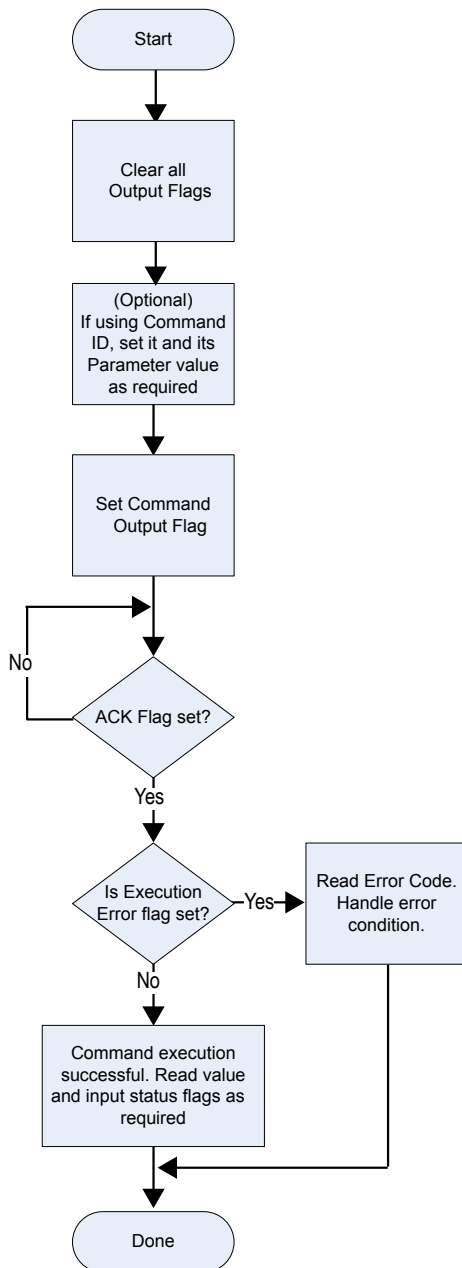 Start
Clear all
Output Flags
(Optional)
If using Command
ID, set it and its
Parameter value
as required
Set Command
Output Flag
No
ACK Flag set?
Yes
Is Execution
Error flag set?
Yes
Read Error Code.
Handle error
condition.
No
Command execution
successful. Read value
and input status flags as
required
Done